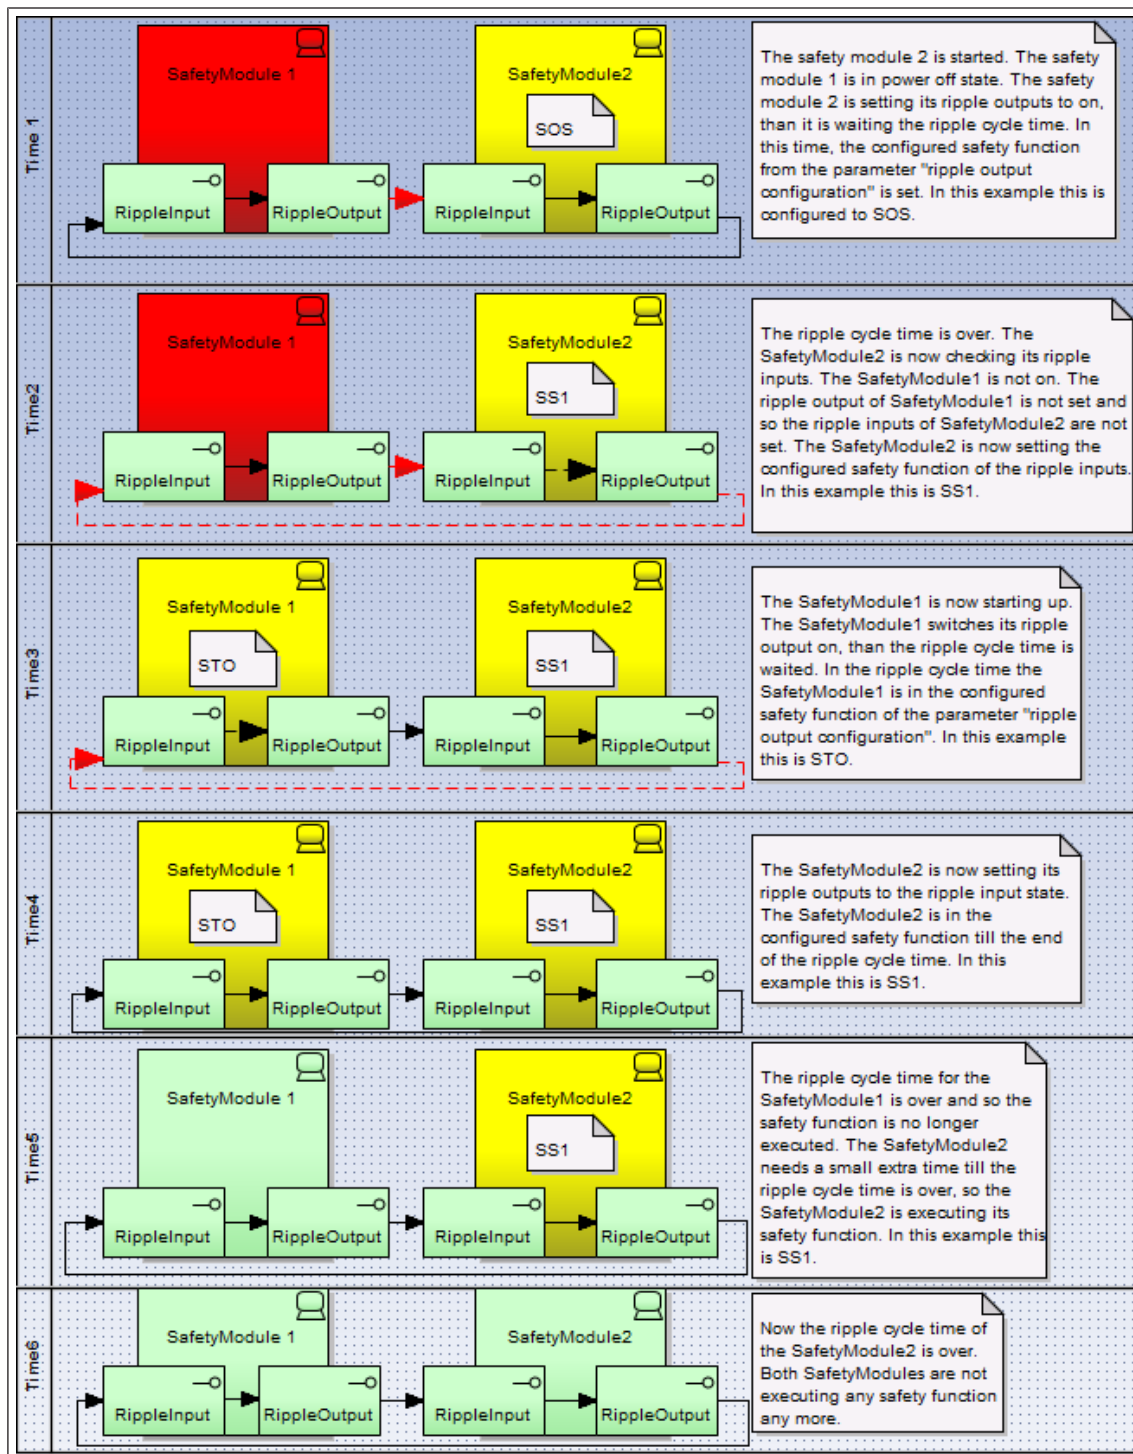 Time 1
SafetyModule 1
SafetyModule2
SOS
RippleInput
RippleOutput
RippleInput
RippleOutput
The safety module 2 is started. The safety
module 1 is in power off state. The safety
module 2 is setting its ripple outputs to on,
than it is waiting the ripple cycle time. In
this time, the configured safety function
from the parameter "ripple output
configuration" is set. In this example this is
configured to SOS.
Time2
SafetyModule 1
SafetyModule2
SS1
RippleInput
RippleOutput
RippleInput
RippleOutput
The ripple cycle time is over. The
SafetyModule2 is now checking its ripple
inputs. The SafetyModule1 is not on. The
ripple output of SafetyModule1 is not set and
so the ripple inputs of SafetyModule2 are not
set. The SafetyModule2 is now setting the
configured safety function of the ripple inputs.
In this example this is SS1.
Time3
SafetyModule 1
SafetyModule2
STO
SS1
RippleInput
RippleOutput
RippleInput
RippleOutput
The SafetyModule1 is now starting up.
The SafetyModule1 switches its ripple
output on, than the ripple cycle time is
waited. In the ripple cycle time the
SafetyModule1 is in the configured
safety function of the parameter "ripple
output configuration". In this example
this is STO.
Time4
SafetyModule 1
SafetyModule2
STO
SS1
RippleInput
RippleOutput
RippleInput
RippleOutput
The SafetyModule2 is now setting its
ripple outputs to the ripple input state.
The SafetyModule2 is in the
configured safety function till the end
of the ripple cycle time. In this
example this is SS1.
Time5
SafetyModule 1
SafetyModule2
SS1
RippleInput
RippleOutput
RippleInput
RippleOutput
The ripple cycle time for the
SafetyModule1 is over and so the
safety function is no longer
executed. The SafetyModule2
needs a small extra time till the
ripple cycle time is over, so the
SafetyModule2 is executing its
safety function. In this example this
is SS1.
Time6
SafetyModule 1
SafetyModule2
RippleInput
RippleOutput
RippleInput
RippleOutput
Now the ripple cycle time of
the SafetyModule2 is over.
Both SafetyModules are not
executing any safety function
any more.